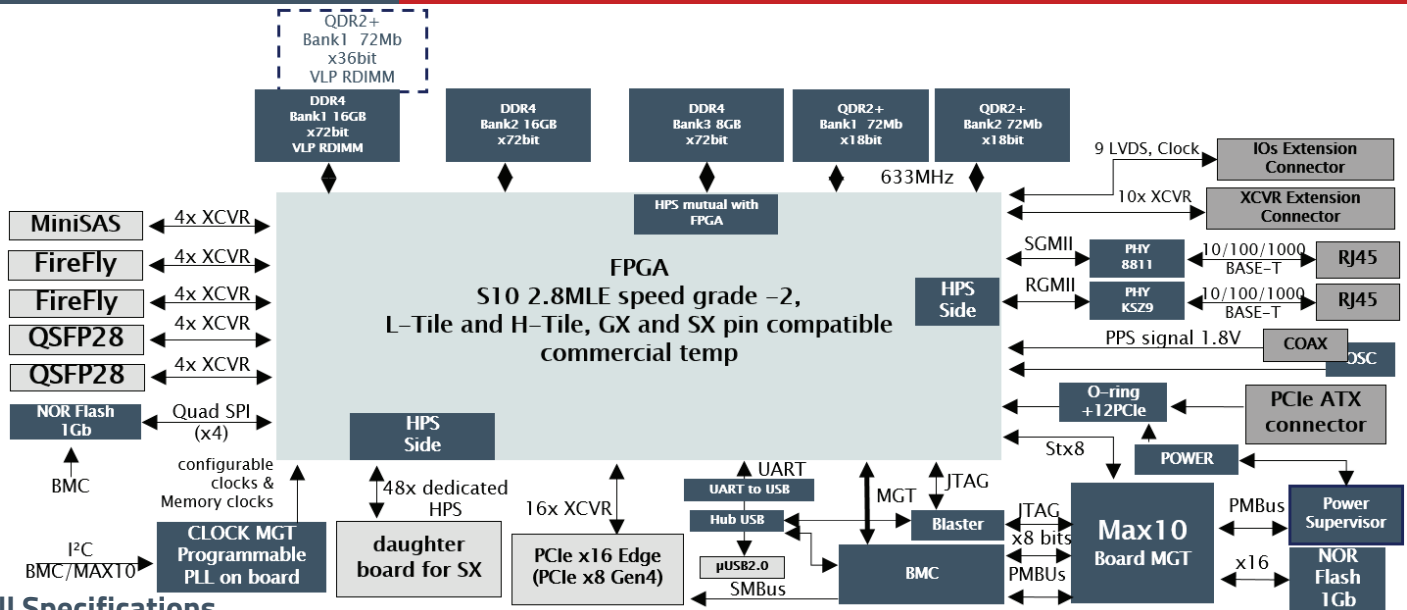 QDR2+
Bank1 72Mb
x36bit
VLP RDIMM
DDR4
Bank1 16GB
x72bit
VLP RDIMM
DDR4
Bank2 16GB
x72bit
DDR4
Bank3 8GB
x72bit
QDR2+
Bank1 72Mb
x18bit
QDR2+
Bank2 72Mb
x18bit
633MHz
9 LVDS, Clock
IOs Extension
Connector
10x XCVR
XCVR Extension
Connector
HPS mutual with
FPGA
MiniSAS
4x XCVR
FireFly
4x XCVR
FireFly
4x XCVR
QSFP28
4x XCVR
QSFP28
4x XCVR
FPGA
S10 2.8MLE speed grade -2,
L-Tile and H-Tile, GX and SX pin compatible
commercial temp
HPS
Side
SGMII
PHY
8811
10/100/1000
BASE-T
RJ45
RGMII
PHY
KSZ9
10/100/1000
BASE-T
RJ45
PPS signal 1.8V
COAX
OSC
O-ring
+12PCIe
PCIe ATX
connector
NOR Flash
1Gb
Quad SPI
(x4)
BMC
HPS
Side
Stx8
POWER
configurable
clocks &
Memory clocks
48x dedicated
HPS
16x XCVR
UART
UART to USB
Hub USB
µUSB2.0
MGT
JTAG
Blaster
JTAG
x8 bits
Max10
Board MGT
PMBus
Power
Supervisor
I²C
BMC/MAX10
CLOCK MGT
Programmable
PLL on board
daughter
board for SX
PCIe x16 Edge
(PCIe x8 Gen4)
SMBus
BMC
PMBUs
x16
NOR
Flash
1Gb
ll Specifications